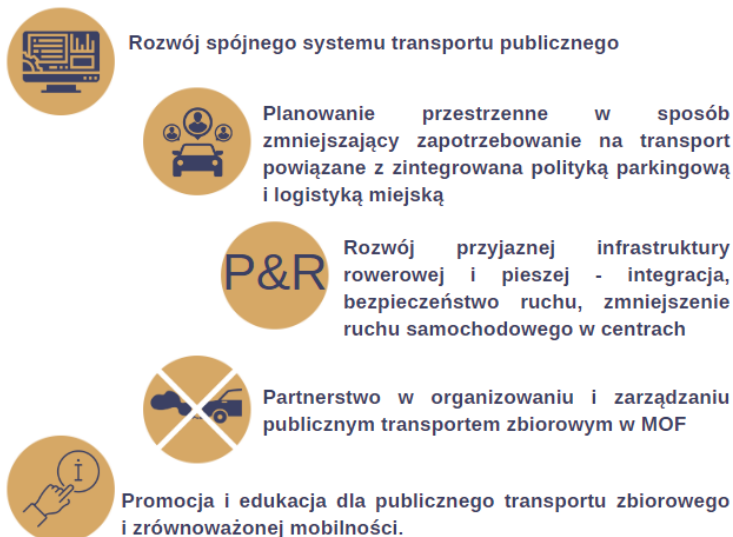 Rozwój spójnego systemu transportu publicznego
Planowanie przestrzenne w sposób
zmniejszający zapotrzebowanie na transport
powiązane z zintegrowana polityką parkingową
i logistyką miejską
P&R
Rozwój przyjaznej infrastruktury
rowerowej i pieszej - integracja,
bezpieczeństwo ruchu, zmniejszenie
ruchu samochodowego w centrach
Partnerstwo w organizowaniu i zarządzaniu
publicznym transportem zbiorowym w MOF
i
Promocja i edukacja dla publicznego transportu zbiorowego
i zrównoważonej mobilności.